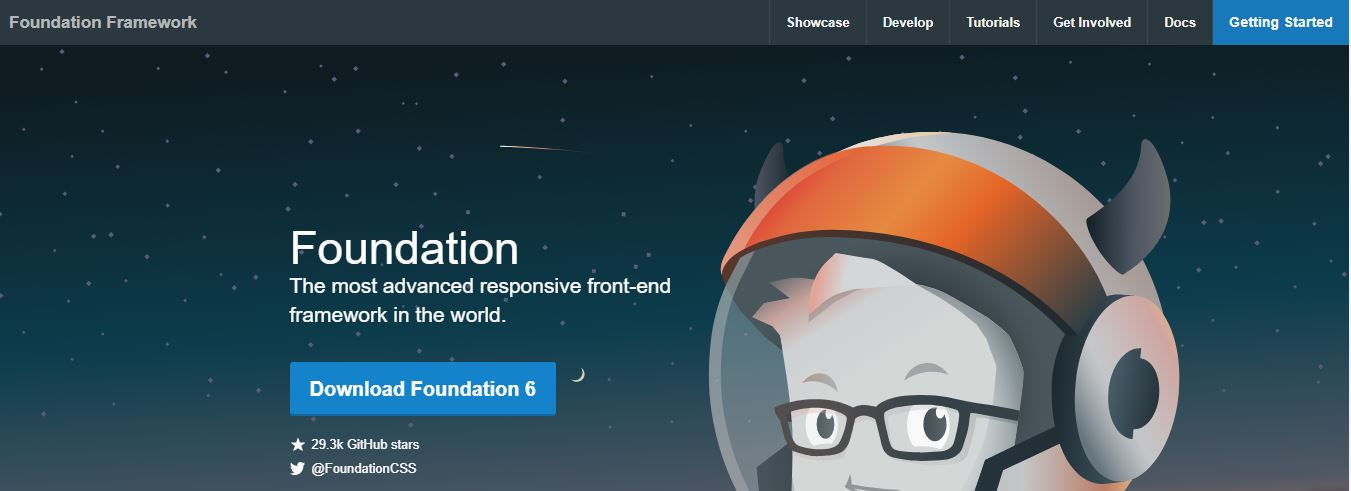 Foundation Framework
Showcase
Develop
Tutorials
Get Involved
Docs
Getting Started
Foundation
The most advanced responsive front-end
framework in the world.
Download Foundation 6
29.3k GitHub stars
@FoundationCSS